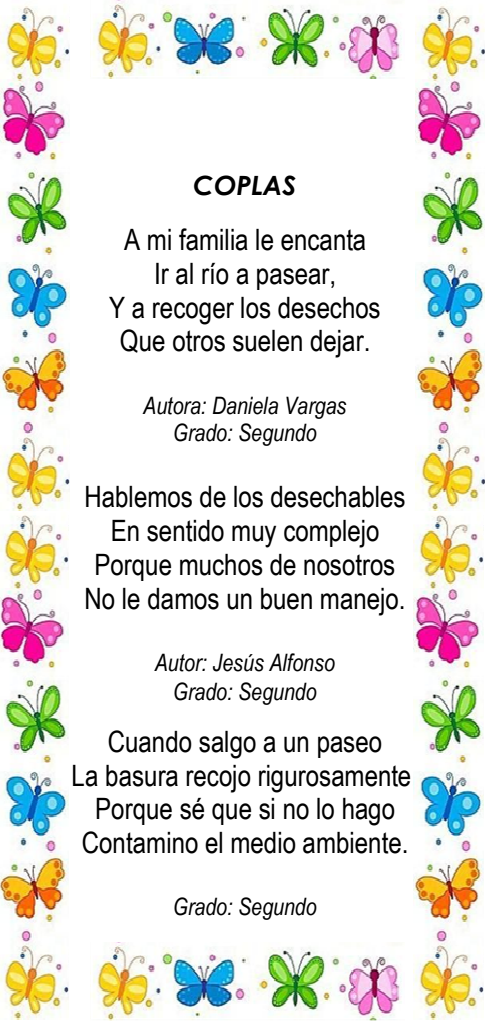 COPLAS
A mi familia le encanta
Ir al río a pasear,
Y a recoger los desechos
Que otros suelen dejar.
Autora: Daniela Vargas
Grado: Segundo
Hablemos de los desechables
En sentido muy complejo
Porque muchos de nosotros
No le damos un buen manejo.
Autor: Jesús Alfonso
Grado: Segundo
Cuando salgo a un paseo
La basura recojo rigurosamente
Porque sé que si no lo hago
Contamino el medio ambiente.
Grado: Segundo